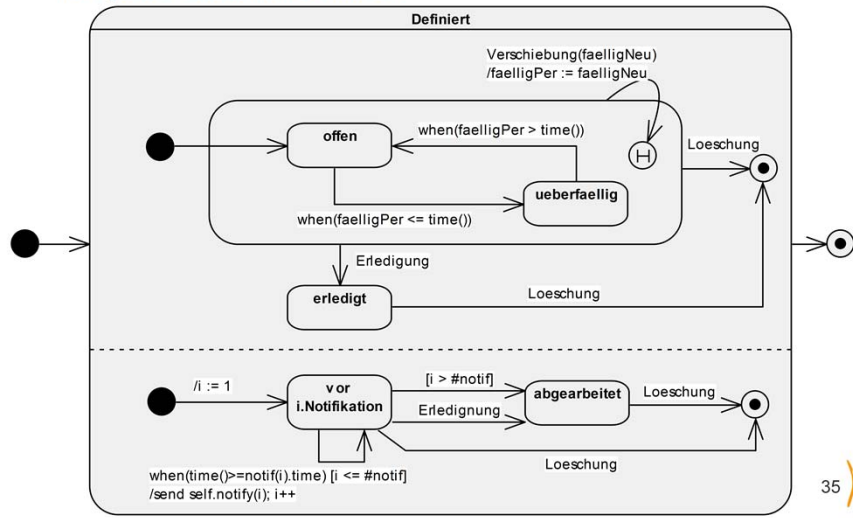 Definiert
Verschiebung(faelligNeu)
/faelligPer := faelligNeu
offen
when(faelligPer > time())
H
Loeschung
ueberfaellig
when(faelligPer <= time())
Erledigung
erledigt
Loeschung
/i := 1
vor
i.Notifikation
[i > #notif]
Erledignung
abgearbeitet
Loeschung
Loeschung
when(time()>=notif(i).time) [i <= #notif]
/send self.notify(i); i++
35